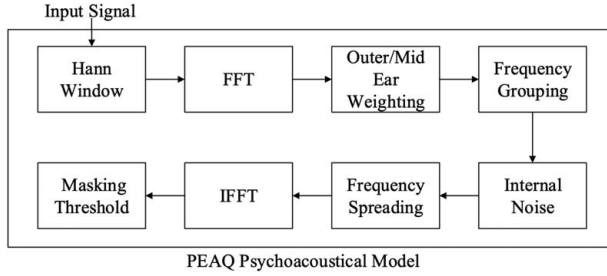 Input Signal
Hann
Window
FFT
Outer/Mid
Ear
Weighting
Frequency
Grouping
Masking
Threshold
IFFT
Frequency
Spreading
Internal
Noise
PEAQ Psychoacoustical Model